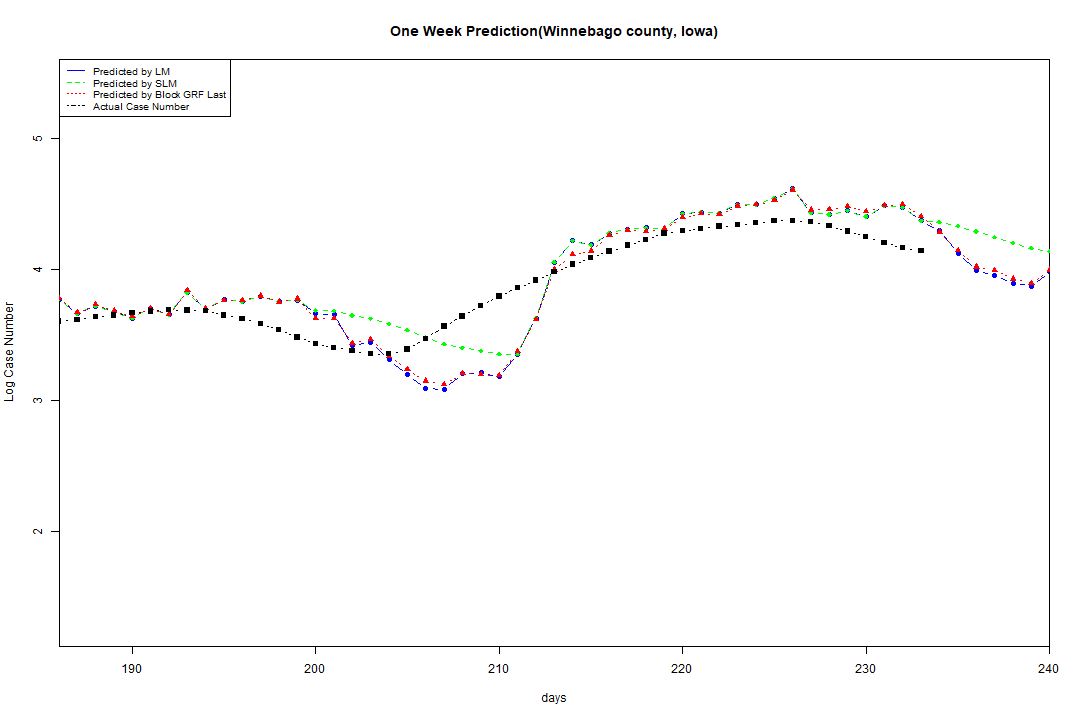 One Week Prediction(Winnebago county, Iowa)
Predicted by LM
Predicted by SLM
Predicted by Block GRF Last
Actual Case Number
5
4
3
2
Log Case Number
190 200 210 220 230 240
days